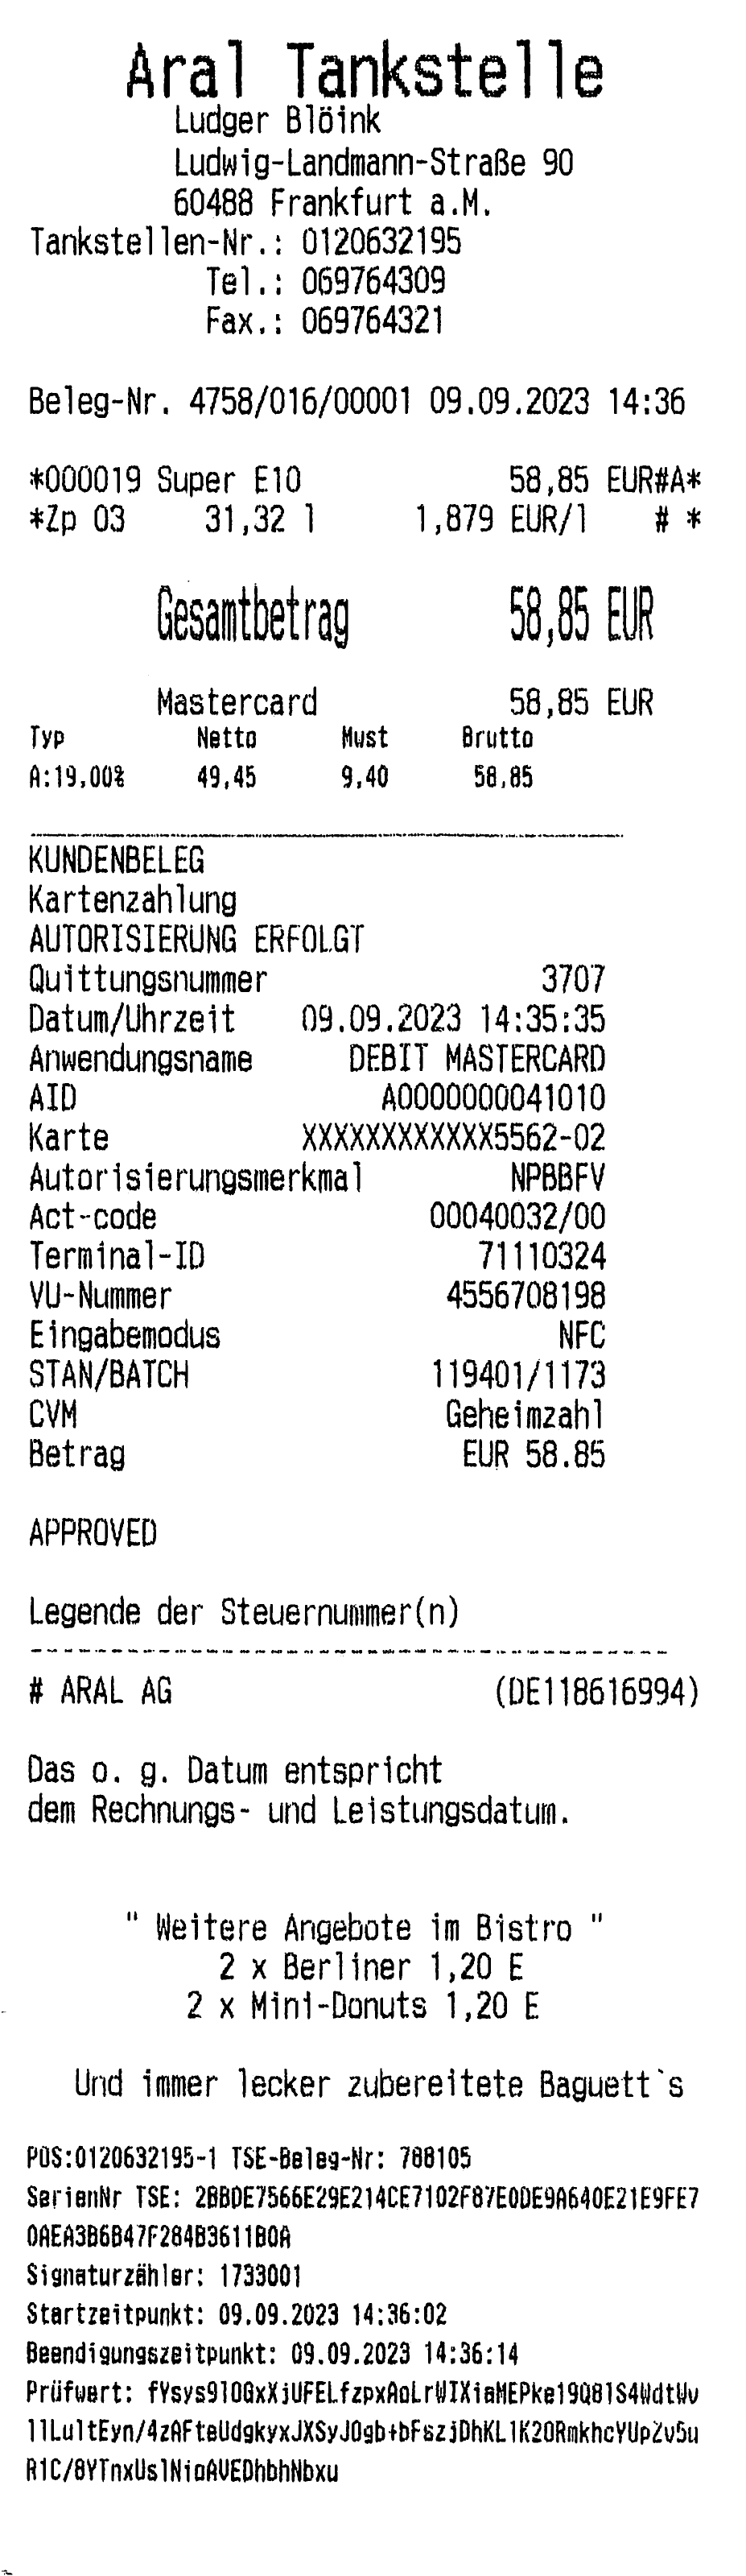 Aral Tankstelle
Ludger Blöink
Ludwig-Landmann-Straße 90
60488 Frankfurt a.M.
Tankstellen-Nr.: 0120632195
Tel.: 069764309
Fax.: 069764321
Beleg-Nr. 4758/016/00001 09.09.2023 14:36
*000019 Super E10 58,85 EUR#A*
*Zp 03 31,32 l 1,879 EUR/l # *
Gesamtbetrag 58,85 EUR
Mastercard 58,85 EUR
Typ Netto Mwst Brutto
A:19,00% 49,45 9,40 58,85
KUNDENBELEG
Kartenzahlung
AUTORISIERUNG ERFOLGT
Quittungsnummer 3707
Datum/Uhrzeit 09.09.2023 14:35:35
Anwendungsname DEBIT MASTERCARD
AID A0000000041010
Karte XXXXXXXXXXXX5562-02
Autorisierungsmerkmal NPBBFV
Act-code 00040032/00
Terminal-ID 71110324
VU-Nummer 4556708198
Eingabemodus NFC
STAN/BATCH 119401/1173
CVM Geheimzahl
Betrag EUR 58.85
APPROVED
Legende der Steuernummer(n)
----------------------------------------
# ARAL AG (DE118616994)
Das o. g. Datum entspricht
dem Rechnungs- und Leistungsdatum.
" Weitere Angebote im Bistro "
2 x Berliner 1,20 E
2 x Mini-Donuts 1,20 E
Und immer lecker zubereitete Baguett`s
POS:0120632195-1 TSE-Beleg-Nr: 788105
SerienNr TSE: 2BBDE7566E29E214CE7102F87E0DE9A640E21E9FE7
0AEA3B6B47F284B3611B0A
Signaturzähler: 1733001
Startzeitpunkt: 09.09.2023 14:36:02
Beendigungszeitpunkt: 09.09.2023 14:36:14
Prüfwert: fYsys9lOGxXjUFELfzpxAoLrWIXiaMEPke19Q81S4WdtWv
1lLultEyn/4zAFteUdgkyxJXSyJOgb+bFszjDhKL1K2ORmkhcYUpZv5u
R1C/8YTnxUslNioAVEDhbhNbxu